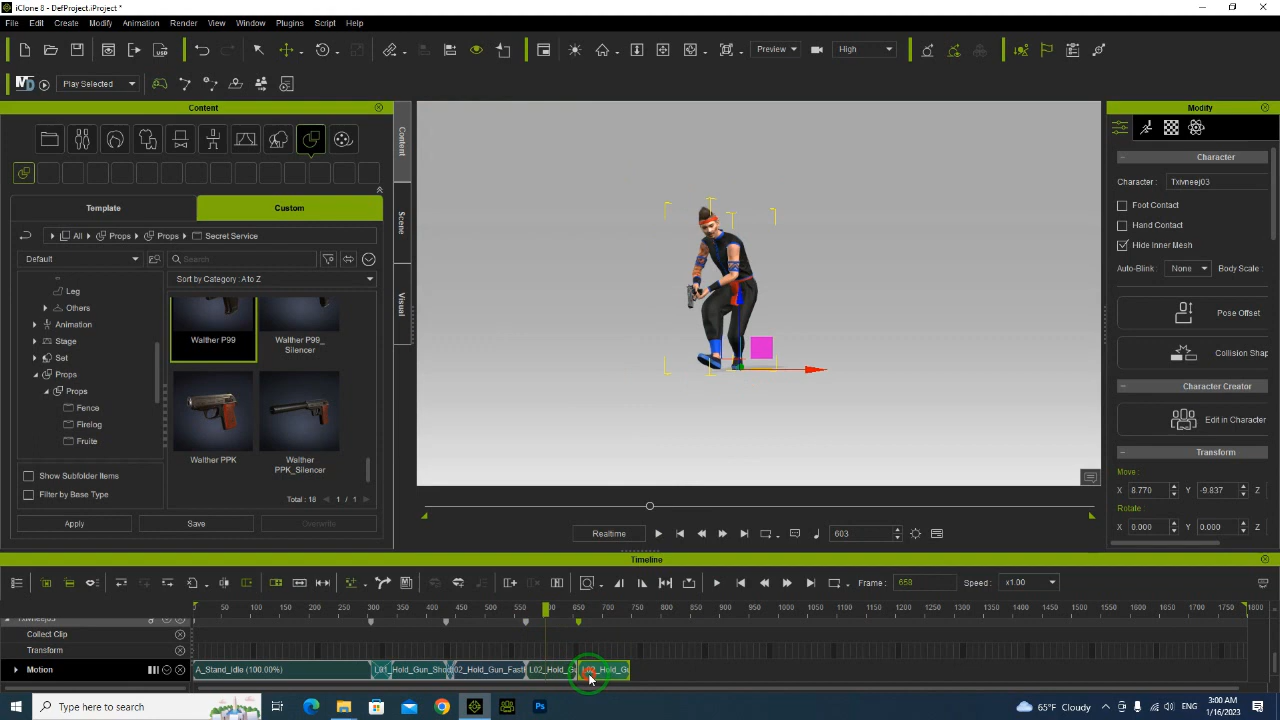 iClone 8 - DefProject.iProject *
File Edit Create Modify Animation Render View Window Plugins Script Help
Preview High
Play Selected
Content
Modify
Content
Scene
Visual
Template Custom
All Props Props Secret Service
Default
Search
Sort by Category : A to Z
Leg
Others
Animation
Stage
Set
Props
Props
Fence
Firelog
Fruite
Show Subfolder Items
Filter by Base Type
Walther P99
Walther P99_
Silencer
Walther PPK
Walther
PPK_Silencer
Total : 18 1 / 1
Apply Save Overwrite
Character
Character : Txivneej03
Foot Contact
Hand Contact
Hide Inner Mesh
Auto-Blink : None Body Scale :
Pose Offset
Collision Shap
Character Creator
Edit in Character
Transform
Move :
X 8.770 Y -9.837 Z
Rotate
X 0.000 Y 0.000 Z
Realtime 603
Timeline
Frame : 658 Speed : x1.00
50 100 150 200 250 300 350 400 450 500 550 600 650 700 750 800 850 900 950 1000 1050 1100 1150 1200 1250 1300 1350 1400 1450 1500 1550 1600 1650 1700 1750 1800 1850
Collect Clip
Transform
Motion A_Stand_Idle (100.00%) L01_Hold_Gun_Sho 02_Hold_Gun_Fast L02_Hold_G
Type here to search
65°F Cloudy
3:00 AM
1/16/2023